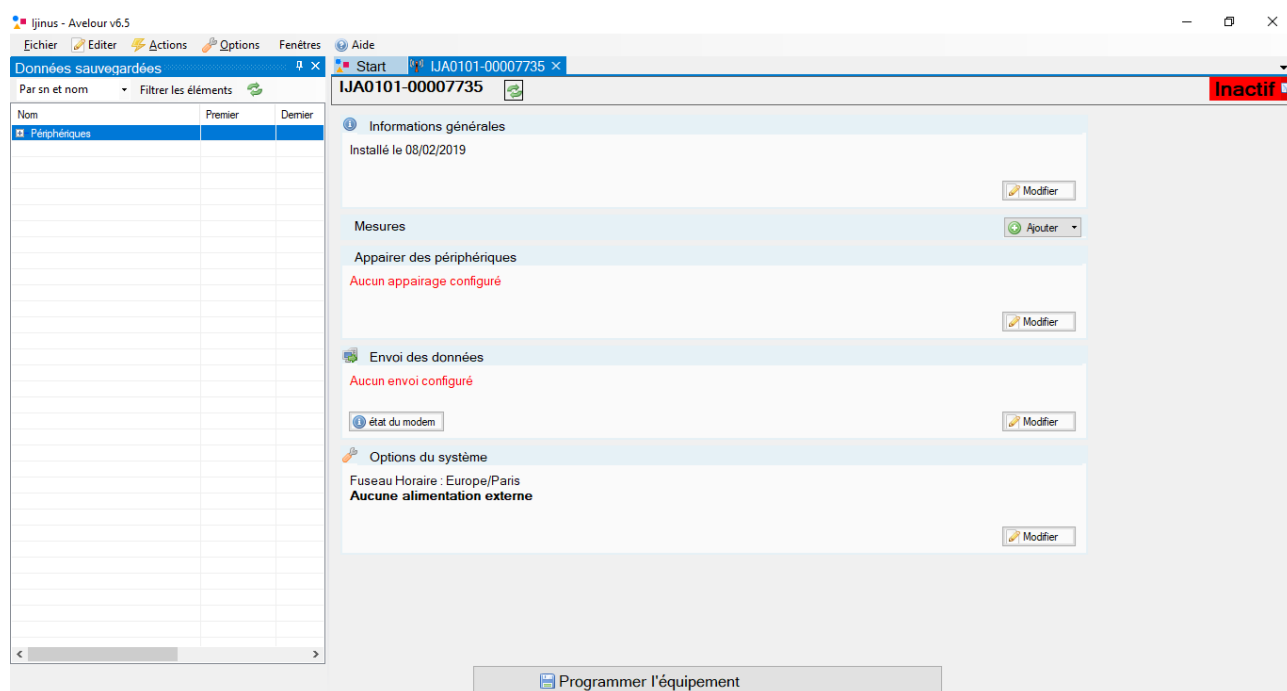 Ijinus - Avelour v6.5
Fichier Editer Actions Options Fenêtres Aide
Données sauvegardées
Start IJA0101-00007735
Par sn et nom Filtrer les éléments
IJA0101-00007735
Inactif
Nom Premier Dernier
Périphériques
Informations générales
Installé le 08/02/2019
Modifier
Mesures
Ajouter
Appairer des périphériques
Aucun appairage configuré
Modifier
Envoi des données
Aucun envoi configuré
état du modem
Modifier
Options du système
Fuseau Horaire : Europe/Paris
Aucune alimentation externe
Modifier
Programmer l'équipement